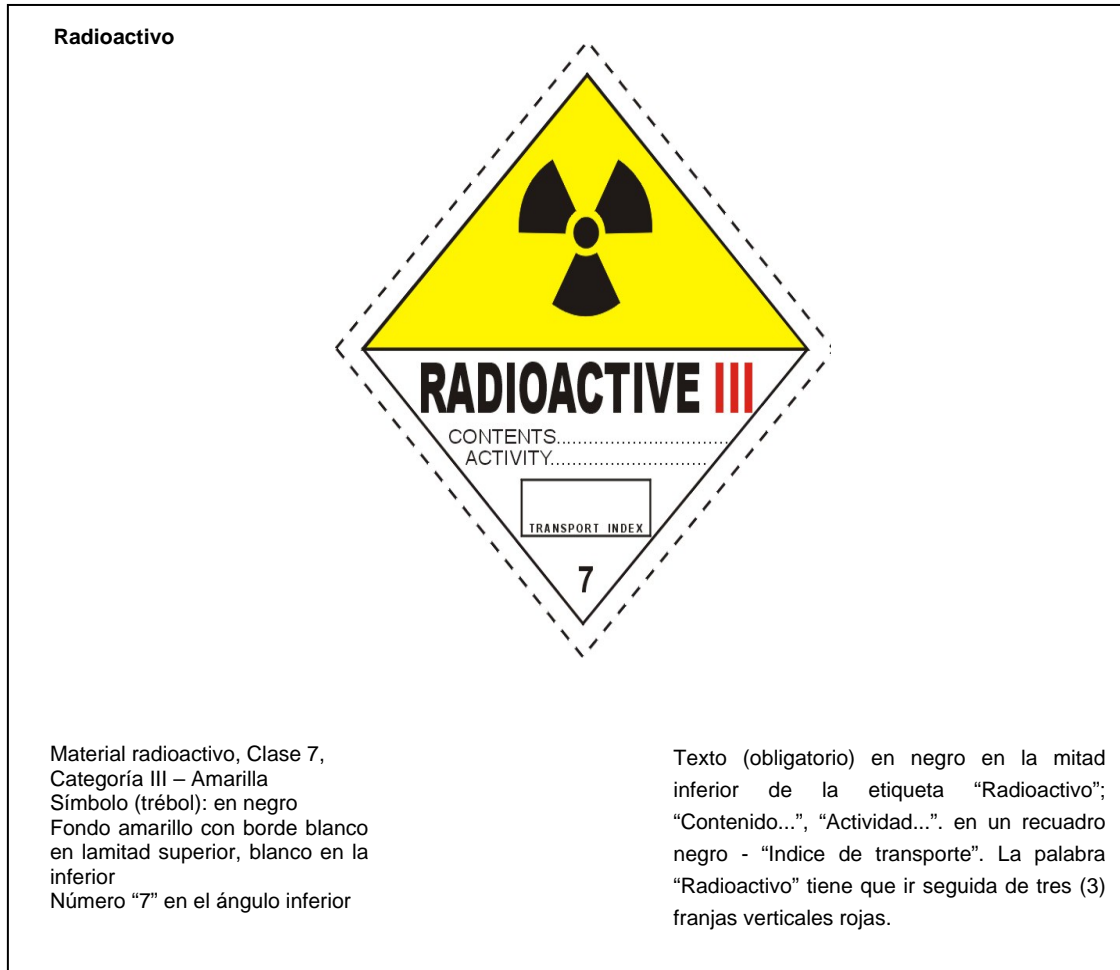 Radioactivo
RADIOACTIVE III
CONTENTS.................................
ACTIVITY..............................
TRANSPORT INDEX
7
Material radioactivo, Clase 7,
Categoría III – Amarilla
Símbolo (trébol): en negro
Fondo amarillo con borde blanco
en lamitad superior, blanco en la
inferior
Número “7” en el ángulo inferior
Texto (obligatorio) en negro en la mitad
inferior de la etiqueta “Radioactivo”;
“Contenido...”, “Actividad...”. en un recuadro
negro - “Indice de transporte”. La palabra
“Radioactivo” tiene que ir seguida de tres (3)
franjas verticales rojas.